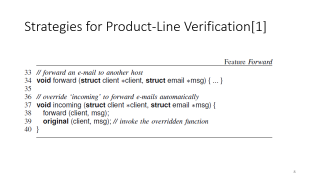 Strategies for Product-Line Verification[1]
Feature Forward
33 // forward an e-mail to another host
34 void forward (struct client *client, struct email *msg) { ... }
35
36 // override 'incoming' to forward e-mails automatically
37 void incoming (struct client *client, struct email *msg) {
38 forward (client, msg);
39 original (client, msg); // invoke the overridden function
40 }